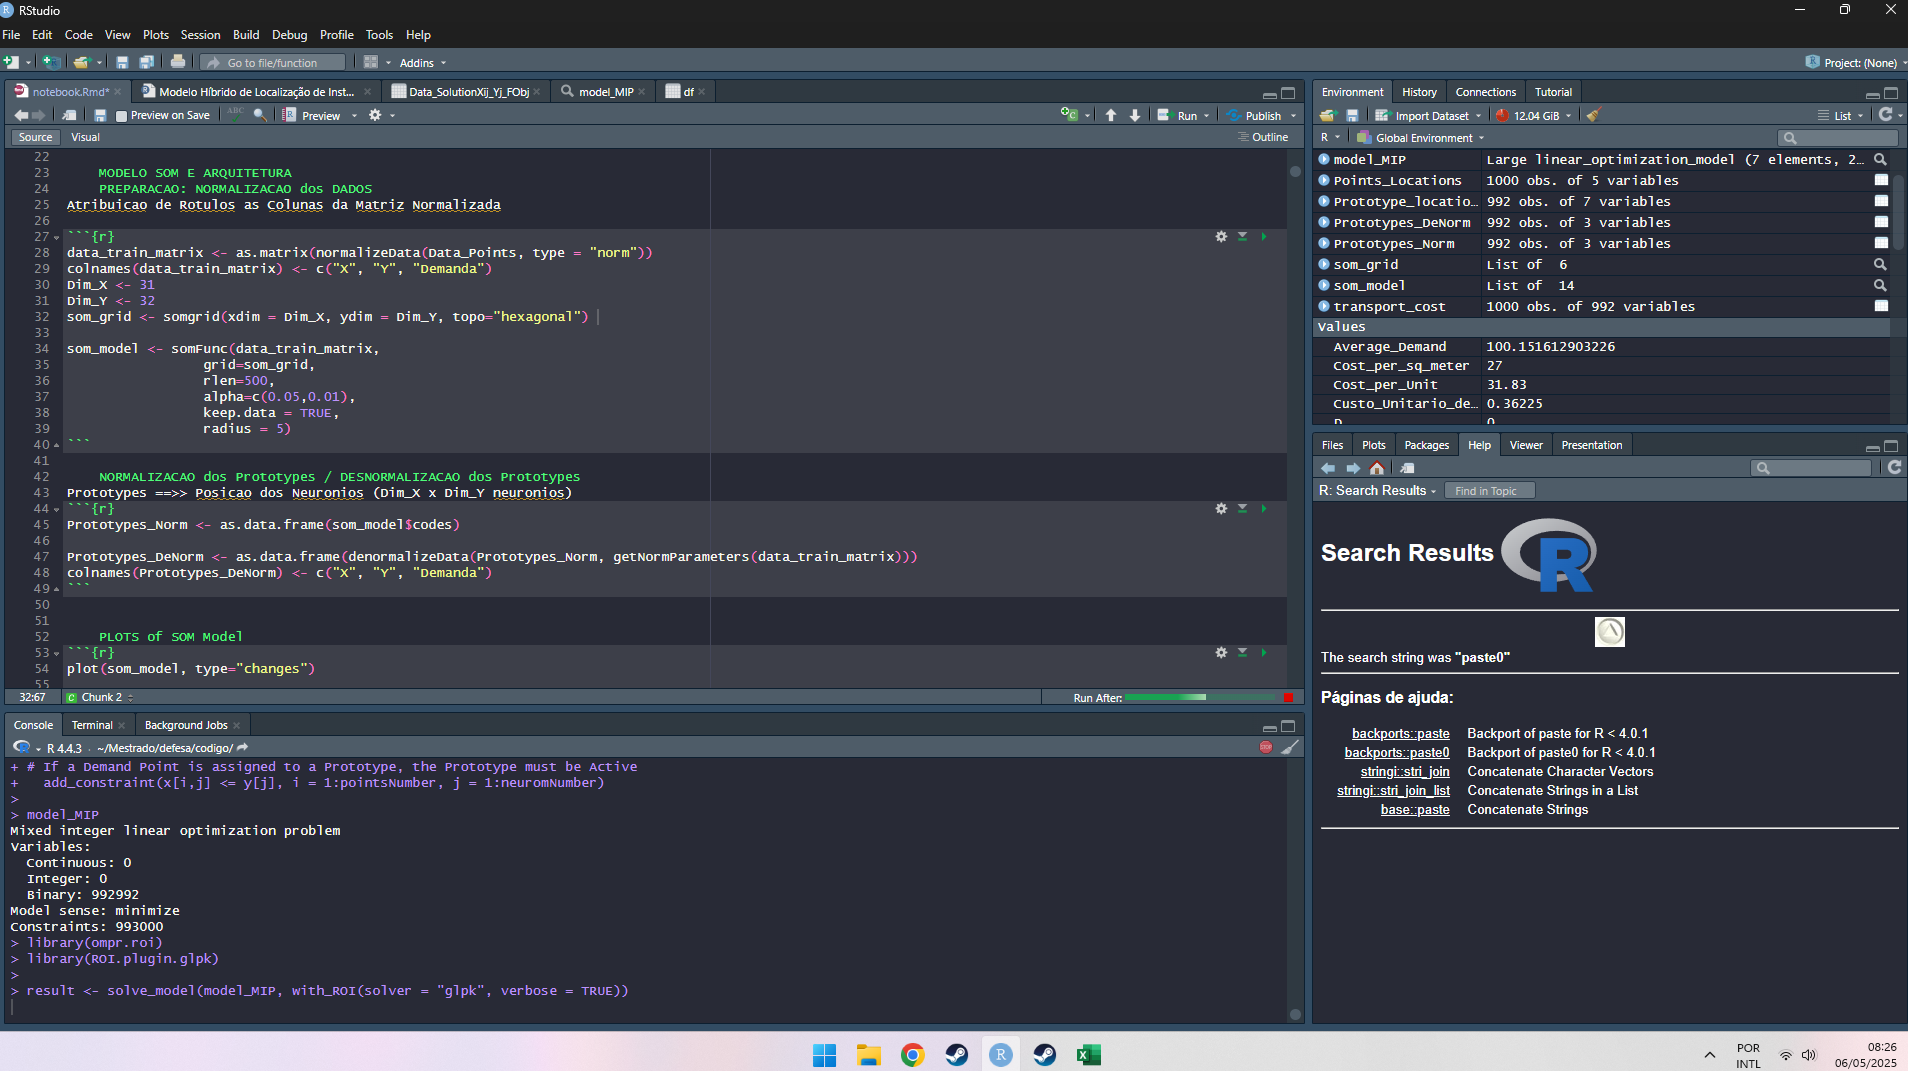 RStudio
File Edit Code View Plots Session Build Debug Profile Tools Help
Go to file/function Addins Project: (None)
notebook.Rmd* Modelo Híbrido de Localização de Inst... Data_SolutionXij_Yj_FObj model_MIP df
Preview on Save ABC Preview Run Publish
Source Visual Outline
22
23 MODELO SOM E ARQUITETURA
24 PREPARACAO: NORMALIZACAO dos DADOS
25 Atribuicao de Rotulos as Colunas da Matriz Normalizada
26
27 ```{r}
28 data_train_matrix <- as.matrix(normalizeData(Data_Points, type = "norm"))
29 colnames(data_train_matrix) <- c("X", "Y", "Demanda")
30 Dim_X <- 31
31 Dim_Y <- 32
32 som_grid <- somgrid(xdim = Dim_X, ydim = Dim_Y, topo="hexagonal")
33
34 som_model <- somFunc(data_train_matrix,
35 grid=som_grid,
36 rlen=500,
37 alpha=c(0.05,0.01),
38 keep.data = TRUE,
39 radius = 5)
40 ```
41
42 NORMALIZACAO dos Prototypes / DESNORMALIZACAO dos Prototypes
43 Prototypes ==>> Posicao dos Neuronios (Dim_X x Dim_Y neuronios)
44 ```{r}
45 Prototypes_Norm <- as.data.frame(som_model$codes)
46
47 Prototypes_DeNorm <- as.data.frame(denormalizeData(Prototypes_Norm, getNormParameters(data_train_matrix)))
48 colnames(Prototypes_DeNorm) <- c("X", "Y", "Demanda")
49 ```
50
51
52 PLOTS of SOM Model
53 ```{r}
54 plot(som_model, type="changes")
55
32:67 C Chunk 2 Run After:
Console Terminal Background Jobs
R 4.4.3 · ~/Mestrado/defesa/codigo/
+ # If a Demand Point is assigned to a Prototype, the Prototype must be Active
+ add_constraint(x[i,j] <= y[j], i = 1:pointsNumber, j = 1:neuromNumber)
>
> model_MIP
Mixed integer linear optimization problem
Variables:
Continuous: 0
Integer: 0
Binary: 992992
Model sense: minimize
Constraints: 993000
> library(ompr.roi)
> library(ROI.plugin.glpk)
>
> result <- solve_model(model_MIP, with_ROI(solver = "glpk", verbose = TRUE))
Environment History Connections Tutorial
Import Dataset 12.04 GiB List
R Global Environment
model_MIP Large linear_optimization_model (7 elements, 2...
Points_Locations 1000 obs. of 5 variables
Prototype_locatio... 992 obs. of 7 variables
Prototypes_DeNorm 992 obs. of 3 variables
Prototypes_Norm 992 obs. of 3 variables
som_grid List of 6
som_model List of 14
transport_cost 1000 obs. of 992 variables
Values
Average_Demand 100.151612903226
Cost_per_sq_meter 27
Cost_per_Unit 31.83
Custo_Unitario_de... 0.36225
D 0
Files Plots Packages Help Viewer Presentation
R: Search Results Find in Topic
Search Results R
The search string was "paste0"
Páginas de ajuda:
backports::paste Backport of paste for R < 4.0.1
backports::paste0 Backport of paste0 for R < 4.0.1
stringi::stri_join Concatenate Character Vectors
stringi::stri_join_list Concatenate Strings in a List
base::paste Concatenate Strings
POR
INTL
08:26
06/05/2025